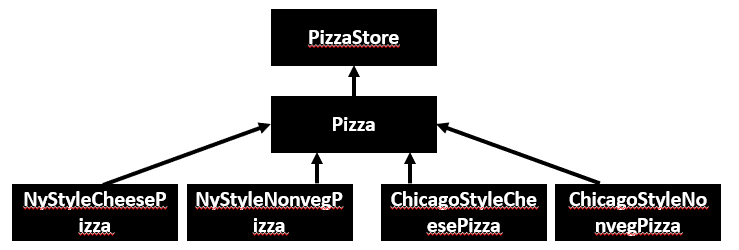 PizzaStore
Pizza
NyStyleCheeseP
izza
NyStyleNonvegP
izza
ChicagoStyleChe
esePizza
ChicagoStyleNo
nvegPizza